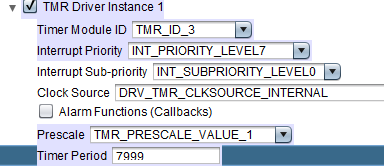 TMR Driver Instance 1
Timer Module ID TMR_ID_3
Interrupt Priority INT_PRIORITY_LEVEL7
Interrupt Sub-priority INT_SUBPRIORITY_LEVEL0
Clock Source DRV_TMR_CLKSOURCE_INTERNAL
Alarm Functions (Callbacks)
Prescale TMR_PRESCALE_VALUE_1
Timer Period 7999